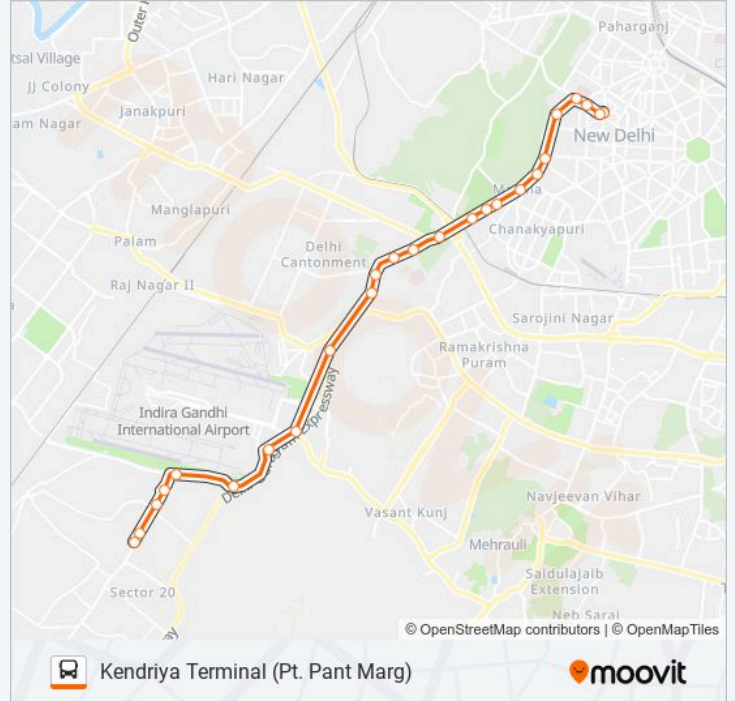 Paharganj
Outer
tsal Village
JJ Colony
Hari Nagar
Janakpuri
am Nagar
New Delhi
Manglapuri
Chanakyapuri
Palam
Delhi
Cantonment
Raj Nagar II
Sarojini Nagar
Ramakrishna
Puram
Indira Gandhi
International Airport
Expressway
Navjeevan Vihar
Vasant Kunj
Mehrauli
Saidulajaib
Extension
Sector 20
Neb Sarai
way
© OpenStreetMap contributors | © OpenMapTiles
Kendriya Terminal (Pt. Pant Marg)
moovit